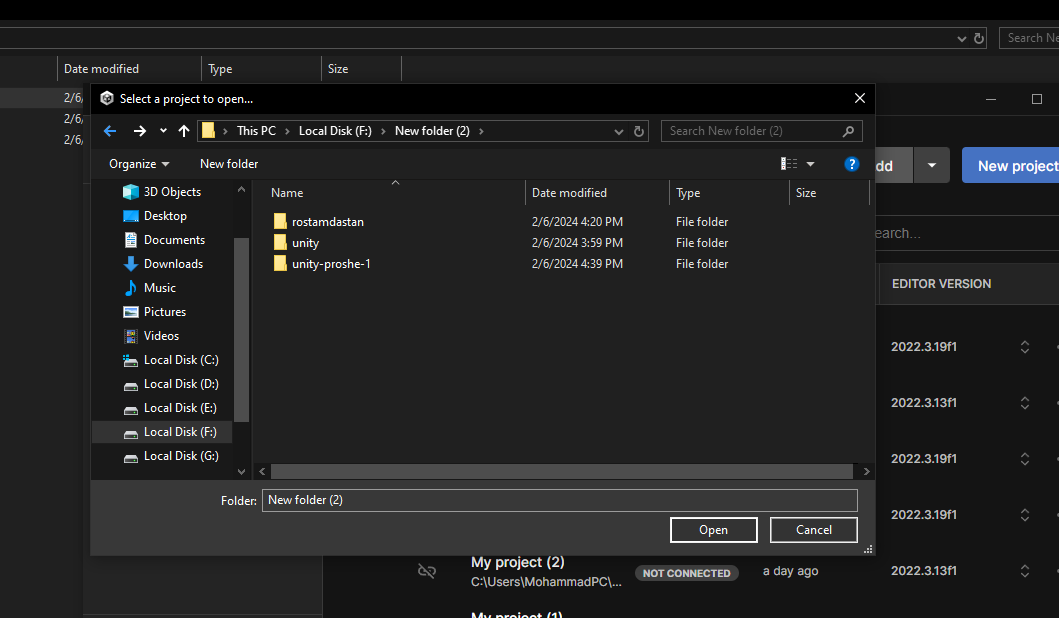 Search Ne
Date modified Type Size
2/6/
2/6/
2/6/
Select a project to open...
This PC Local Disk (F:) New folder (2)
Search New folder (2)
Organize New folder
dd
New project
3D Objects
Desktop
Documents
Downloads
Music
Pictures
Videos
Local Disk (C:)
Local Disk (D:)
Local Disk (E:)
Local Disk (F:)
Local Disk (G:)
Name Date modified Type Size
rostamdastan 2/6/2024 4:20 PM File folder
unity 2/6/2024 3:59 PM File folder
unity-proshe-1 2/6/2024 4:39 PM File folder
earch...
EDITOR VERSION
2022.3.19f1
2022.3.13f1
2022.3.19f1
2022.3.19f1
Folder: New folder (2)
Open Cancel
My project (2)
C:\Users\MohammadPC\... NOT CONNECTED a day ago 2022.3.13f1
My project (1)